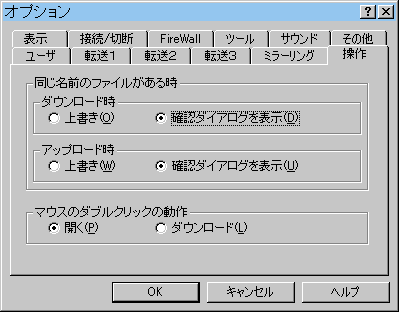 オプション
表示 接続/切断 FireWall ツール サウンド その他
ユーザ 転送1 転送2 転送3 ミラーリング 操作
同じ名前のファイルがある時
ダウンロード時
上書き(O) 確認ダイアログを表示(D)
アップロード時
上書き(W) 確認ダイアログを表示(U)
マウスのダブルクリックの動作
開く(P) ダウンロード(L)
OK キャンセル ヘルプ